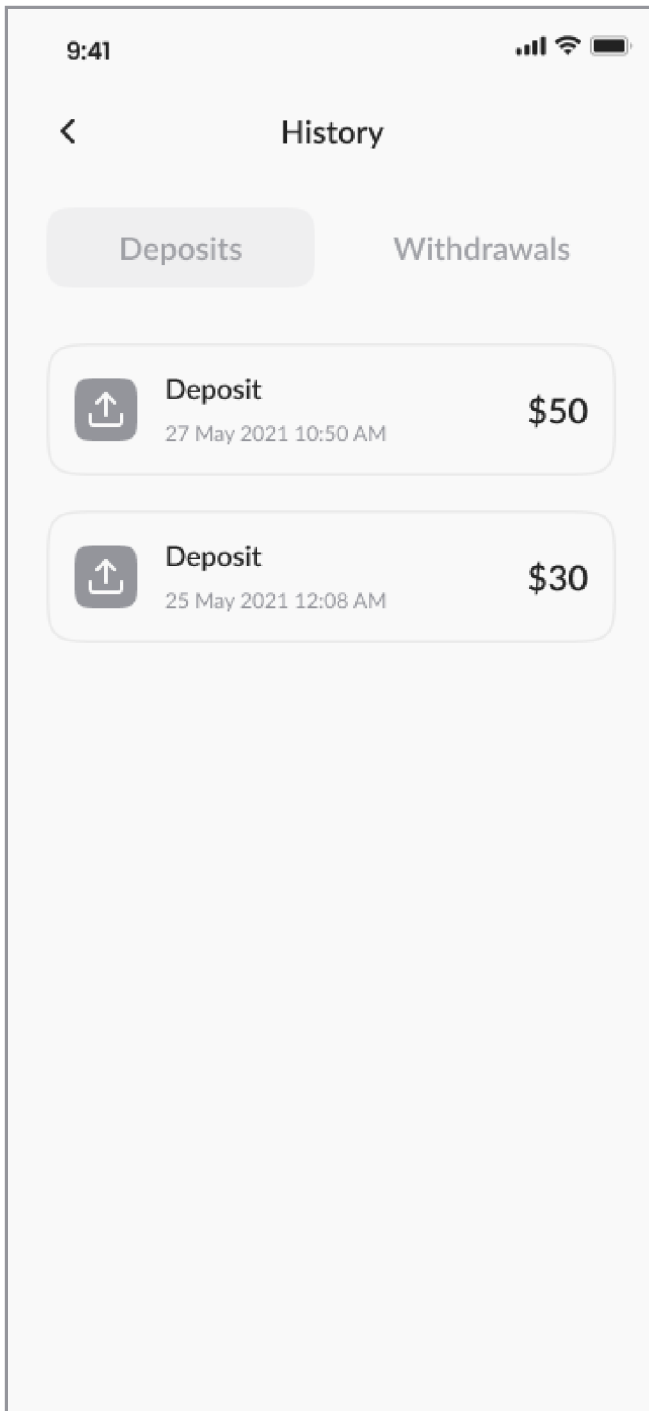 9:41
History
Deposits Withdrawals
Deposit
27 May 2021 10:50 AM
$50
Deposit
25 May 2021 12:08 AM
$30